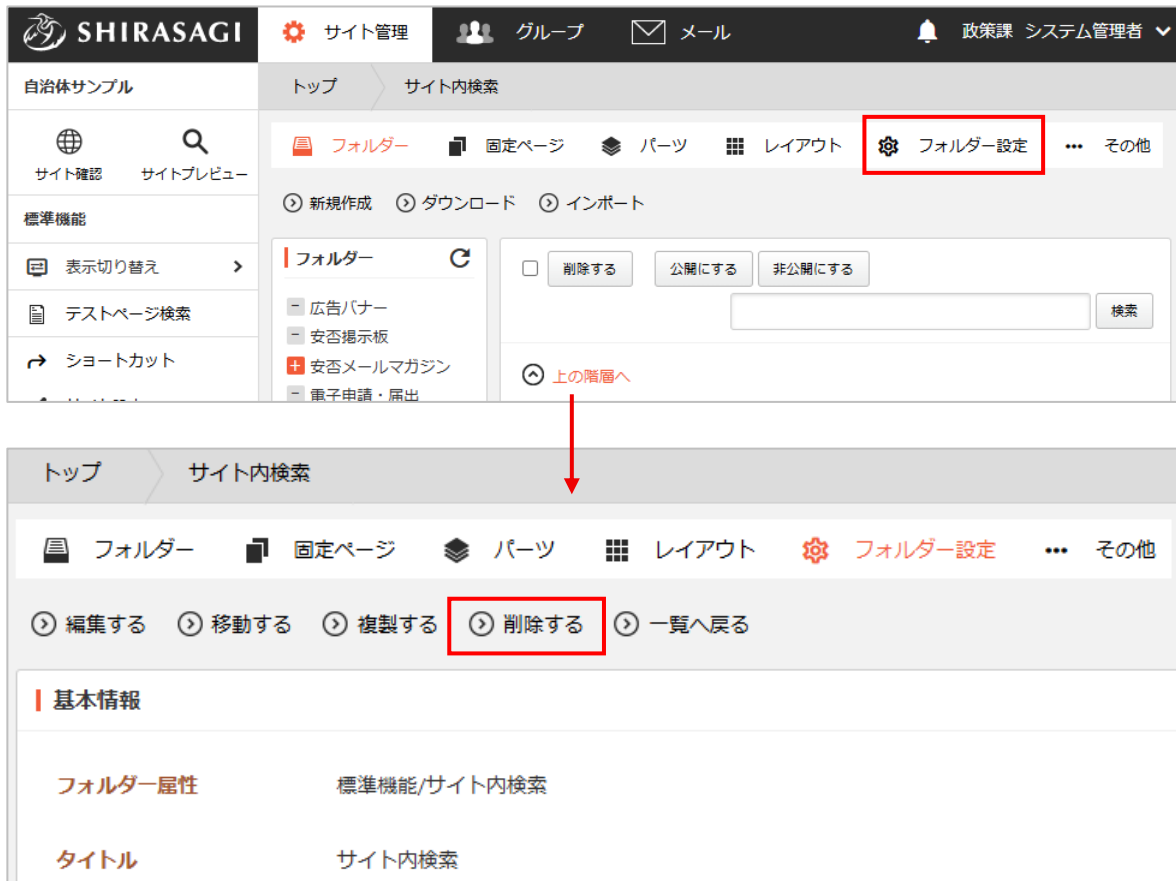 SHIRASAGI サイト管理 グループ メール 政策課 システム管理者
自治体サンプル トップ サイト内検索
フォルダー 固定ページ パーツ レイアウト フォルダー設定 ••• その他
サイト確認 サイトプレビュー
新規作成 ダウンロード インポート
標準機能
フォルダー
表示切り替え
削除する 公開にする 非公開にする
広告バナー
検索
テストページ検索
安否掲示板
ショートカット
安否メールマガジン
上の階層へ
電子申請・届出
トップ サイト内検索
フォルダー 固定ページ パーツ レイアウト フォルダー設定 ••• その他
編集する 移動する 複製する 削除する 一覧へ戻る
基本情報
フォルダー属性 標準機能/サイト内検索
タイトル サイト内検索